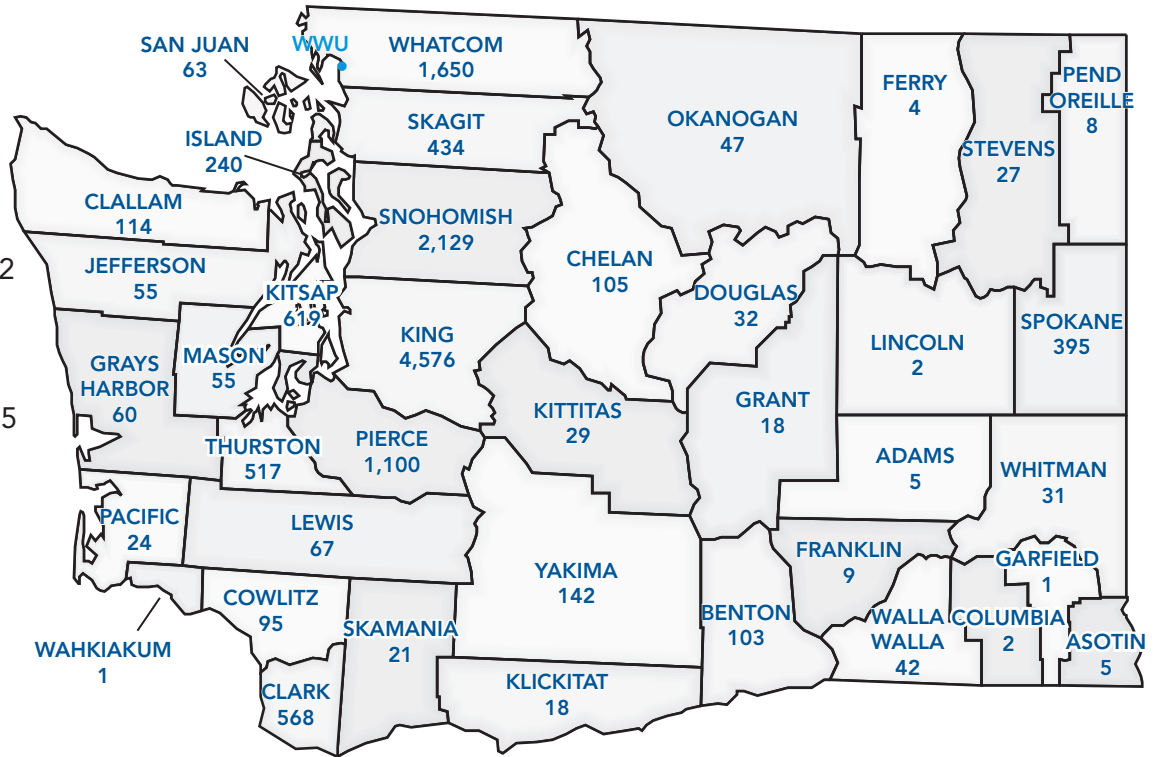 SAN JUAN
63
WWU
WHATCOM
1,650
SKAGIT
434
ISLAND
240
OKANOGAN
47
FERRY
4
STEVENS
27
PEND
OREILLE
8
CLALLAM
114
SNOHOMISH
2,129
CHELAN
105
2
JEFFERSON
55
KITSAP
619
DOUGLAS
32
KING
4,576
LINCOLN
2
SPOKANE
395
MASON
55
GRAYS
HARBOR
60
5
GRANT
18
KITTITAS
29
THURSTON
517
PIERCE
1,100
ADAMS
5
WHITMAN
31
PACIFIC
24
LEWIS
67
YAKIMA
142
FRANKLIN
9
GARFIELD
1
COWLITZ
95
SKAMANIA
21
BENTON
103
WALLA
WALLA
42
COLUMBIA
2
ASOTIN
5
WAHKIAKUM
1
CLARK
568
KLICKITAT
18